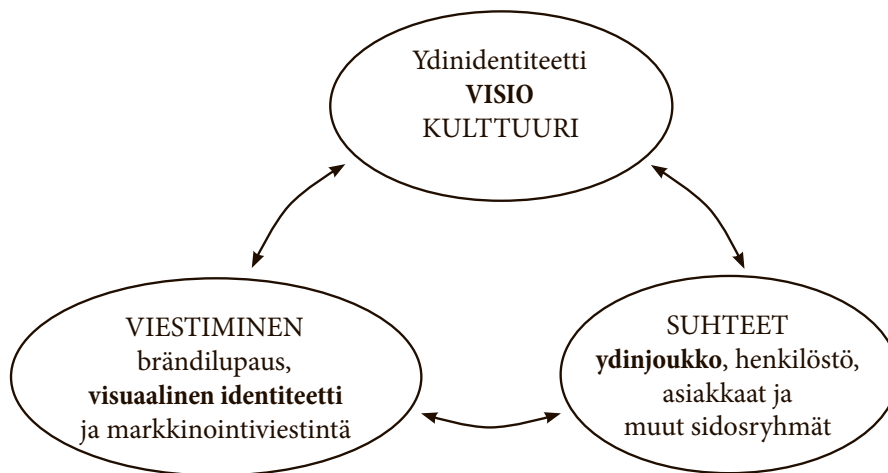 Ydinidentiteetti
VISIO
KULTTUURI
VIESTIMINEN
brändilupaus,
visuaalinen identiteetti
ja markkinointiviestintä
SUHTEET
ydinjoukko, henkilöstö,
asiakkaat ja
muut sidosryhmät